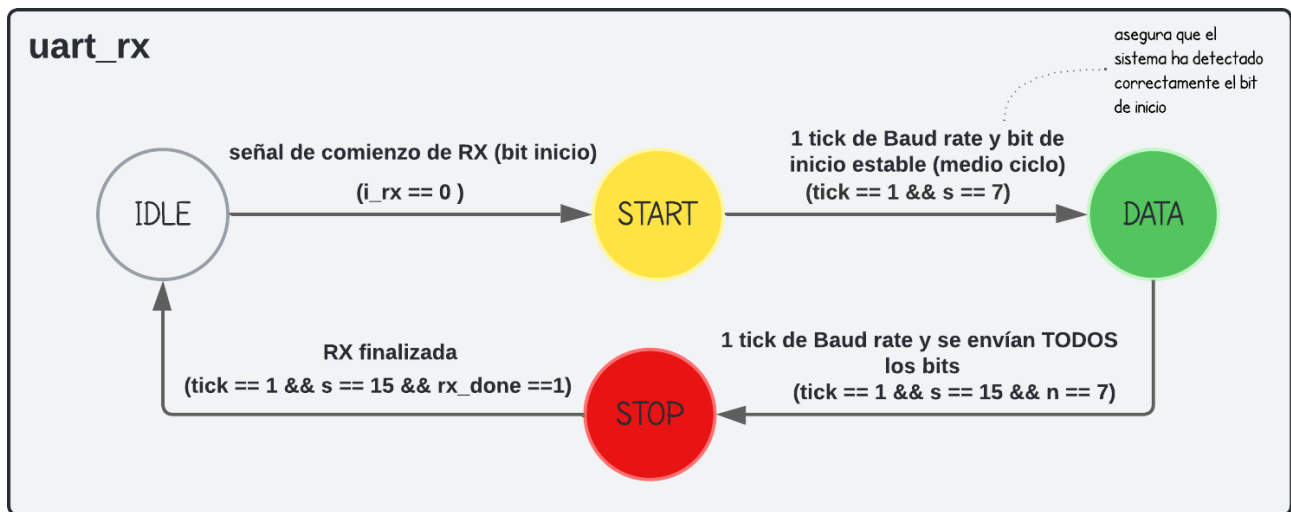 uart_rx
asegura que el
sistema ha detectado
correctamente el bit
de inicio
señal de comienzo de RX (bit inicio)
(i_rx == 0 )
1 tick de Baud rate y bit de
inicio estable (medio ciclo)
(tick == 1 && s == 7)
IDLE
START
DATA
RX finalizada
(tick == 1 && s == 15 && rx_done ==1)
1 tick de Baud rate y se envían TODOS
los bits
(tick == 1 && s == 15 && n == 7)
STOP